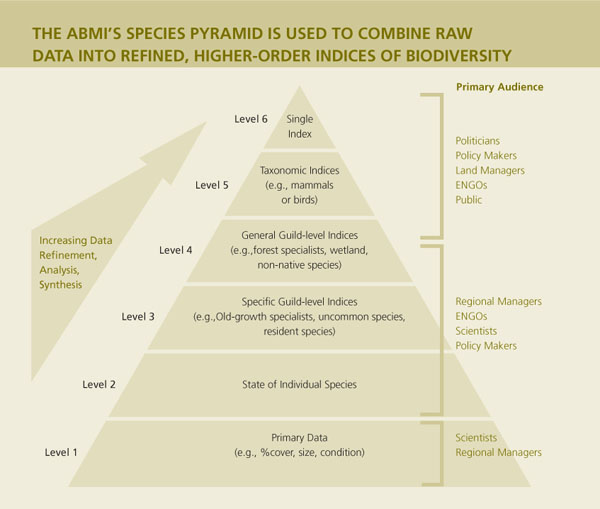 THE ABMI'S SPECIES PYRAMID IS USED TO COMBINE RAW
DATA INTO REFINED, HIGHER-ORDER INDICES OF BIODIVERSITY
Primary Audience
Level 6
Single
Index
Politicians
Policy Makers
Land Managers
ENGOs
Public
Level 5
Taxonomic Indices
(e.g., mammals
or birds)
Increasing Data
Refinement,
Analysis,
Synthesis
Level 4
General Guild-level Indices
(e.g.,forest specialists, wetland,
non-native species)
Level 3
Specific Guild-level Indices
(e.g.,Old-growth specialists, uncommon species,
resident species)
Regional Managers
ENGOs
Scientists
Policy Makers
Level 2
State of Individual Species
Level 1
Primary Data
(e.g., %cover, size, condition)
Scientists
Regional Managers